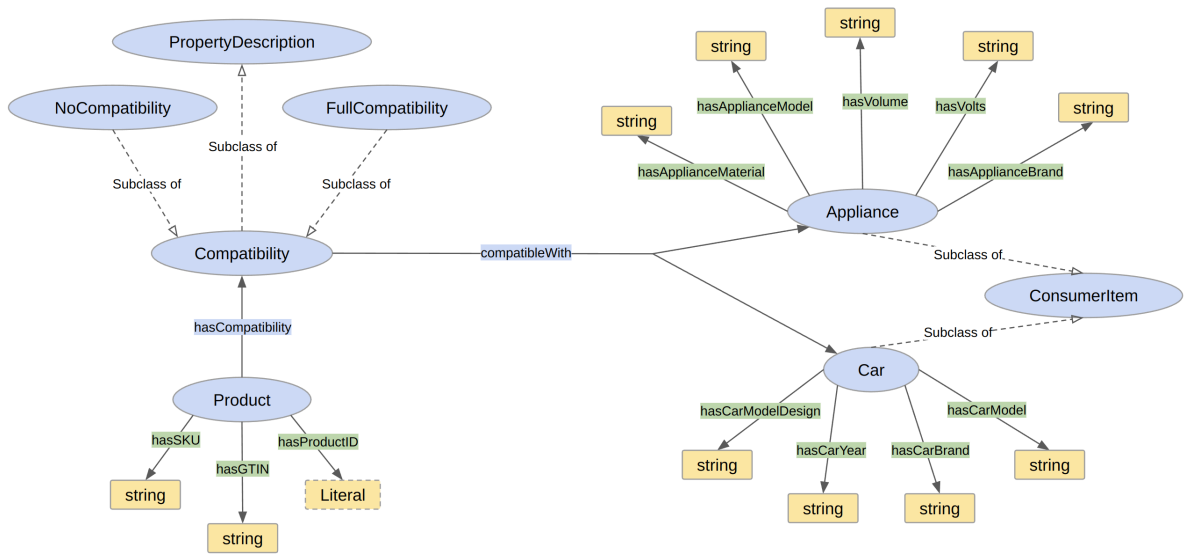 PropertyDescription
string
string
string
NoCompatibility
FullCompatibility
hasApplianceModel
hasVolume
hasVolts
string
string
Subclass of
hasApplianceMaterial
hasApplianceBrand
Subclass of
Subclass of
Appliance
Compatibility
compatibleWith
Subclass of
ConsumerItem
hasCompatibility
Subclass of
Car
Product
hasCarModelDesign
hasCarModel
hasSKU
hasProductID
hasGTIN
hasCarYear
hasCarBrand
string
string
string
Literal
string
string
string